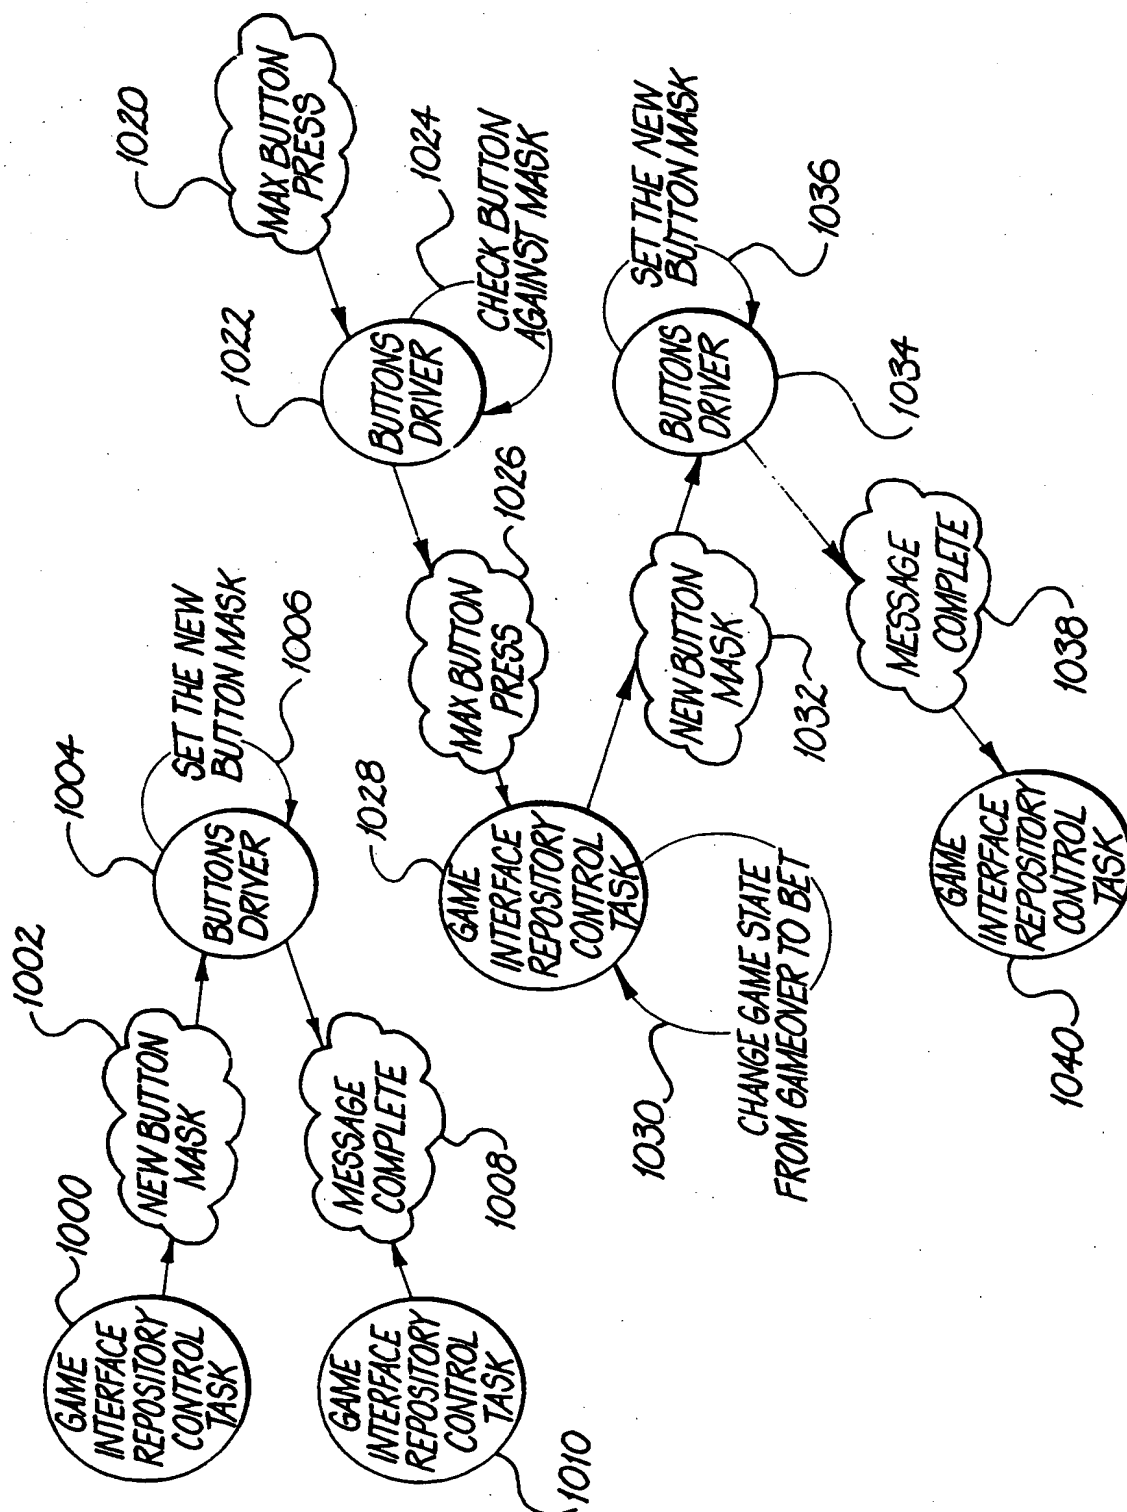 1000
GAME
INTERFACE
REPOSITORY
CONTROL
TASK
1002
NEW BUTTON
MASK
1004
BUTTONS
DRIVER
SET THE NEW
BUTTON MASK
1006
MESSAGE
COMPLETE
1008
GAME
INTERFACE
REPOSITORY
CONTROL
TASK
1010
1020
MAX BUTTON
PRESS
1022
BUTTONS
DRIVER
1024
CHECK BUTTON
AGAINST MASK
MAX BUTTON
PRESS
1026
1028
GAME
INTERFACE
REPOSITORY
CONTROL
TASK
1030
CHANGE GAME STATE
FROM GAMEOVER TO BET
NEW BUTTON
MASK
1032
BUTTONS
DRIVER
1034
SET THE NEW
BUTTON MASK
1036
MESSAGE
COMPLETE
1038
GAME
INTERFACE
REPOSITORY
CONTROL
TASK
1040